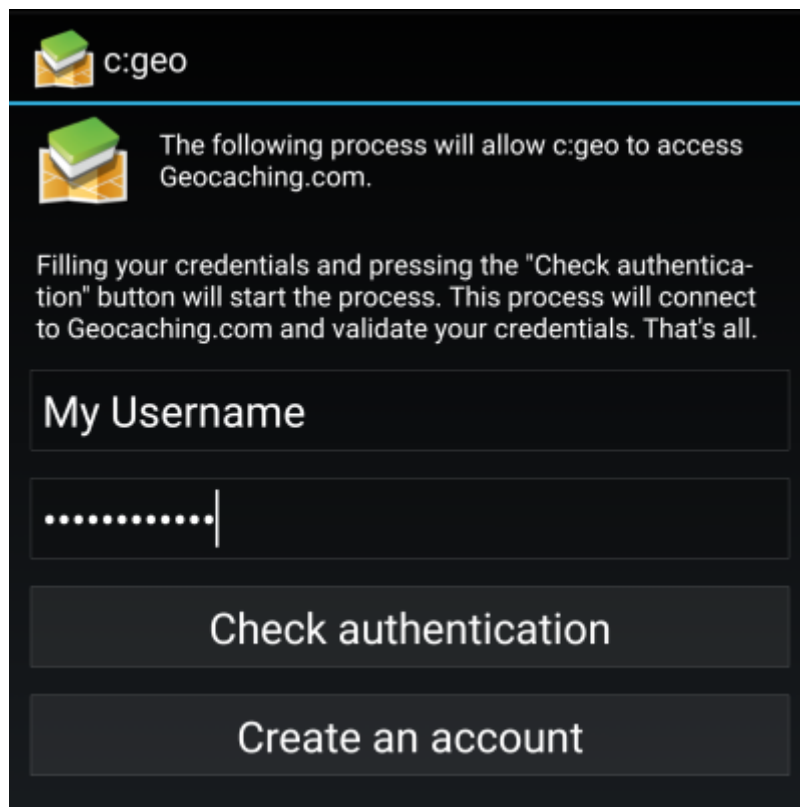 c:geo
The following process will allow c:geo to access
Geocaching.com.
Filling your credentials and pressing the "Check authentica-
tion" button will start the process. This process will connect
to Geocaching.com and validate your credentials. That's all.
My Username
••••••••••••
Check authentication
Create an account